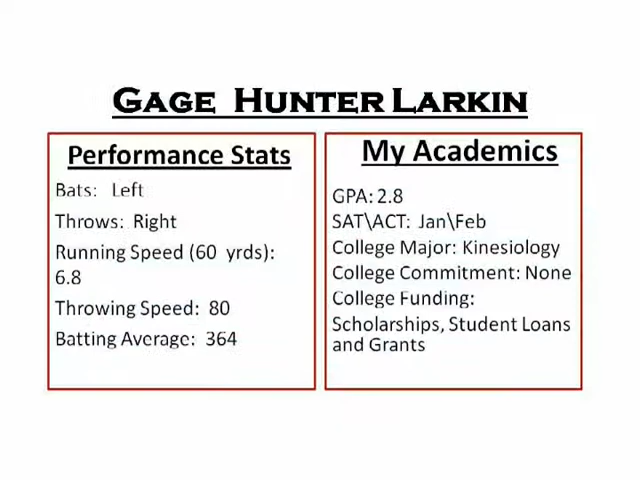 Gage Hunter Larkin
Performance Stats
Bats: Left
Throws: Right
Running Speed (60 yrds):
6.8
Throwing Speed: 80
Batting Average: 364
My Academics
GPA: 2.8
SAT\ACT: Jan\Feb
College Major: Kinesiology
College Commitment: None
College Funding:
Scholarships, Student Loans
and Grants